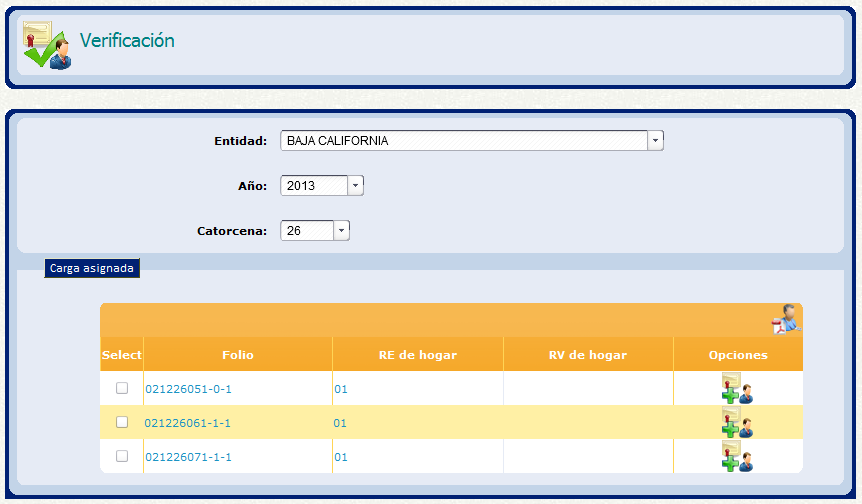 Verificación
Entidad: BAJA CALIFORNIA
Año: 2013
Catorcena: 26
Carga asignada
Select Folio RE de hogar RV de hogar Opciones
021226051-0-1 01
021226061-1-1 01
021226071-1-1 01